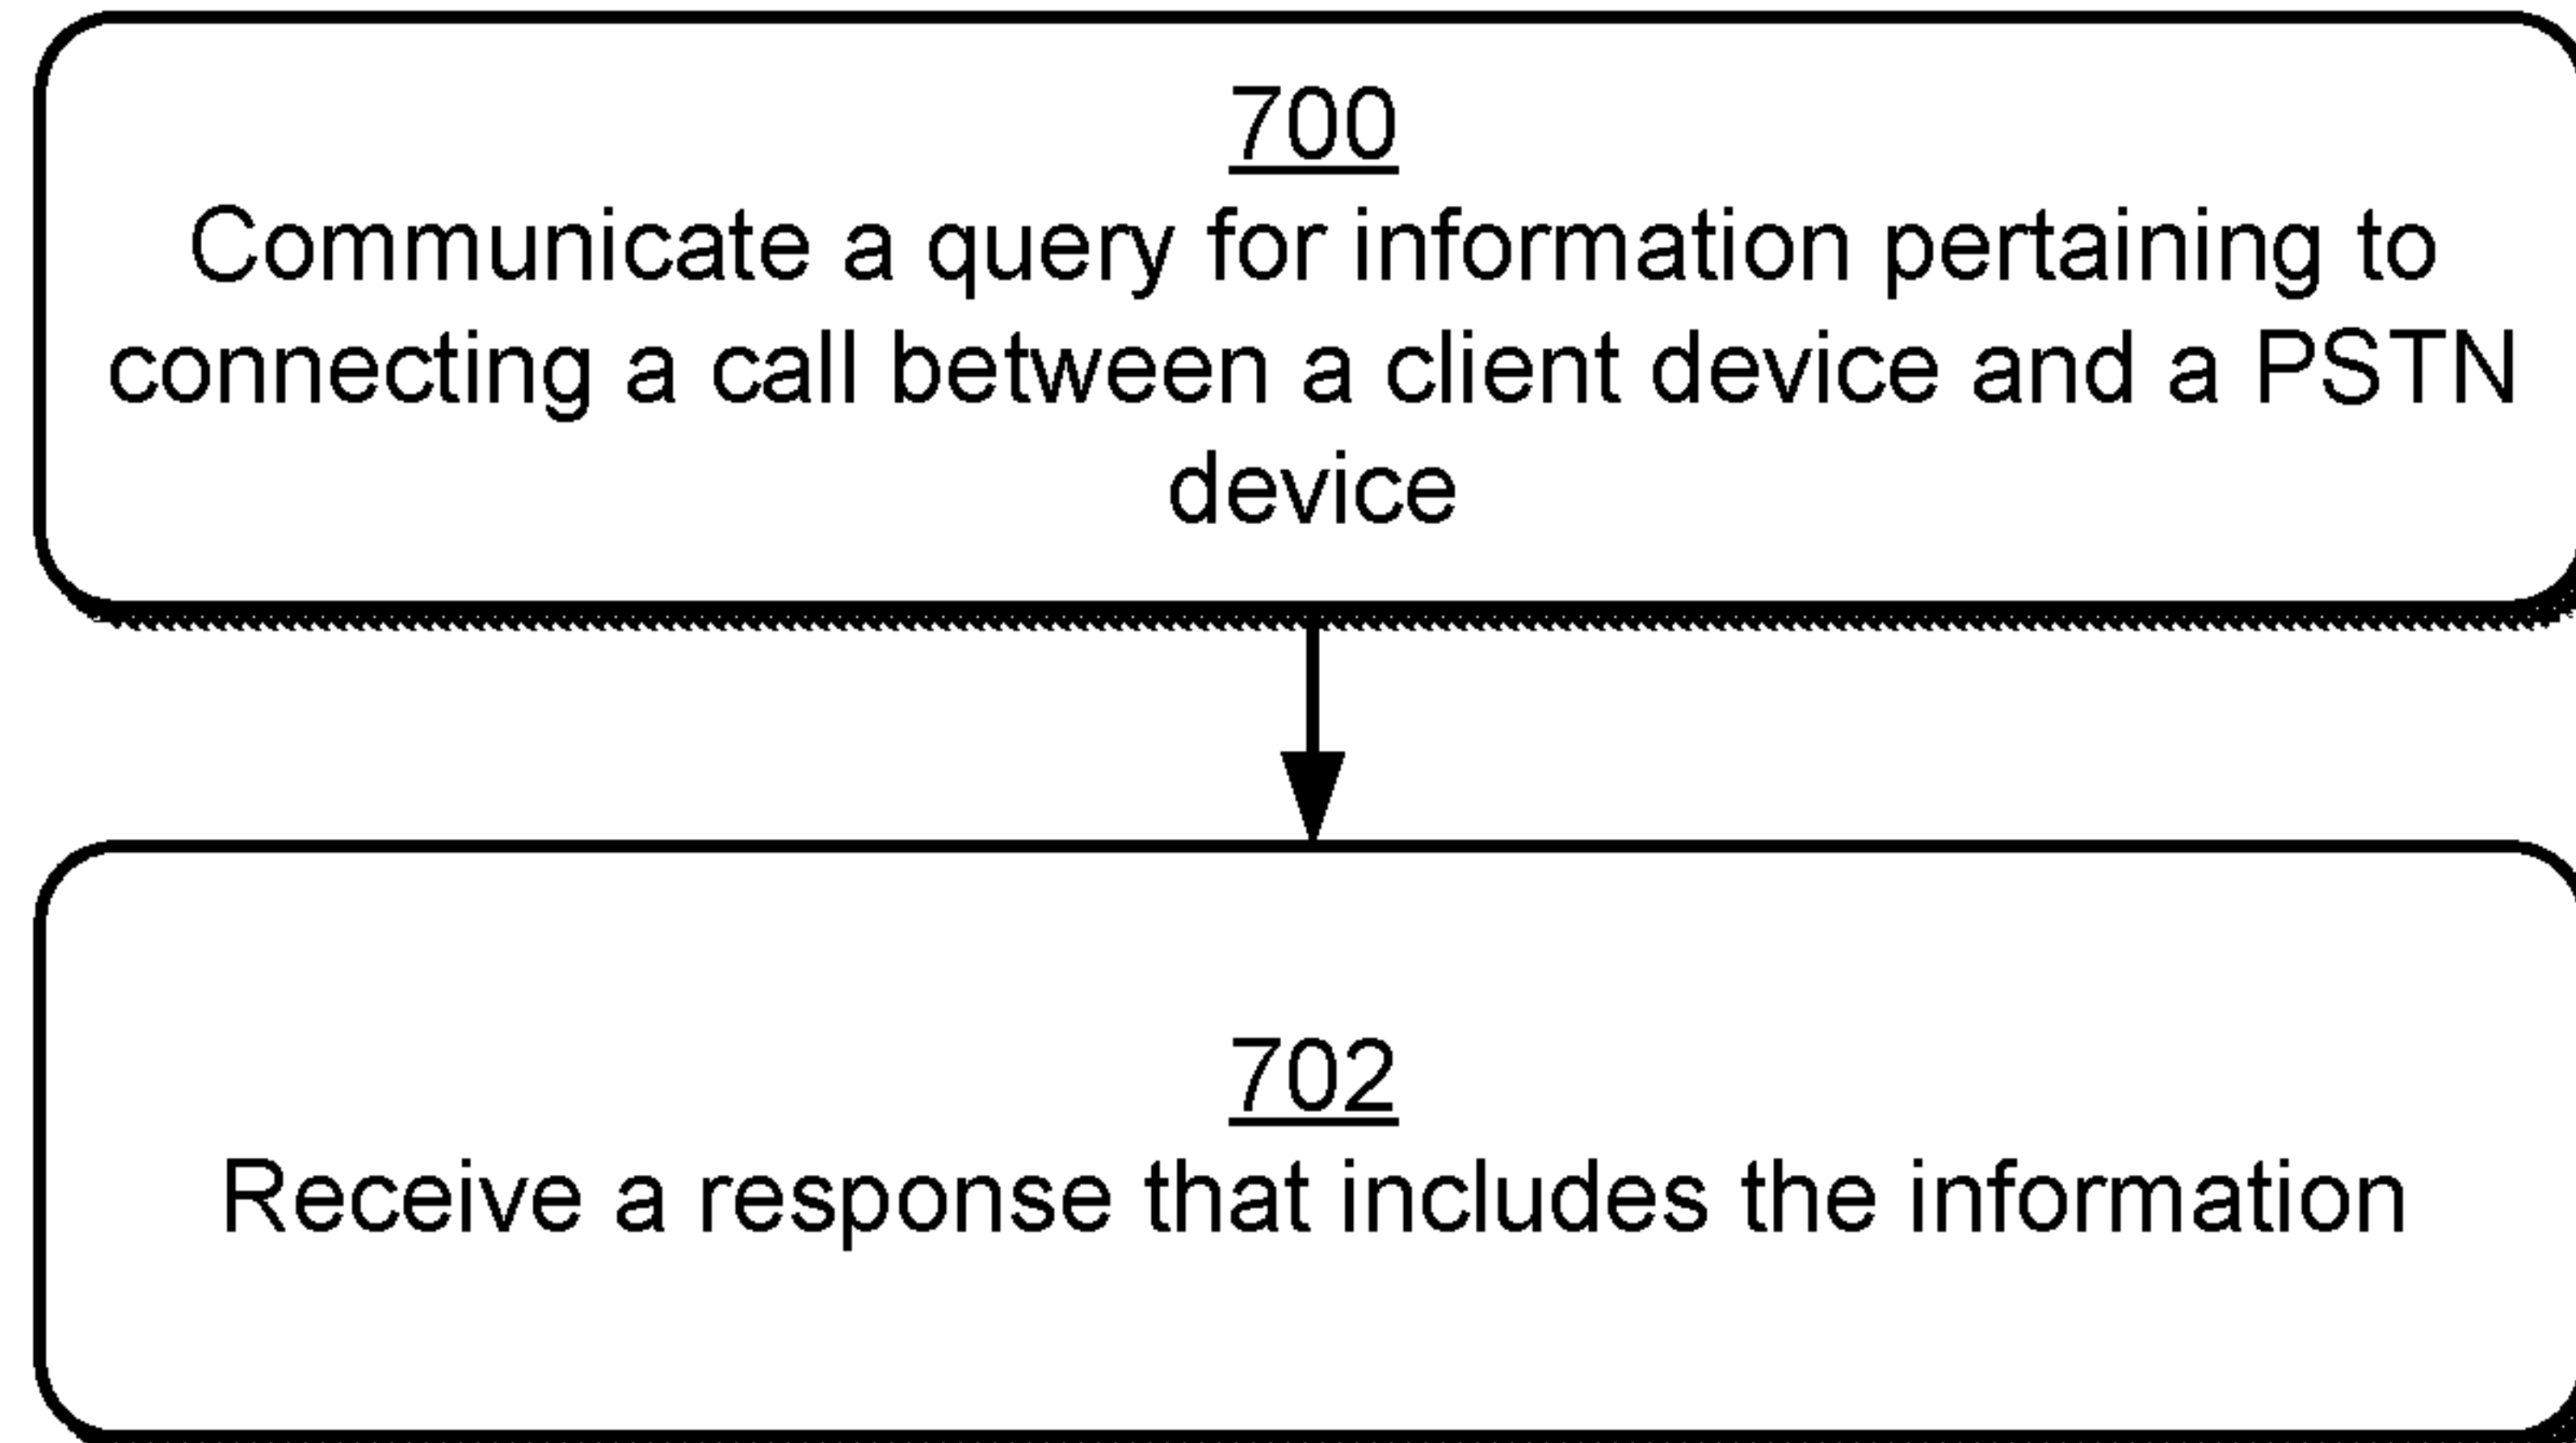 700
Communicate a query for information pertaining to
connecting a call between a client device and a PSTN
device
702
Receive a response that includes the information